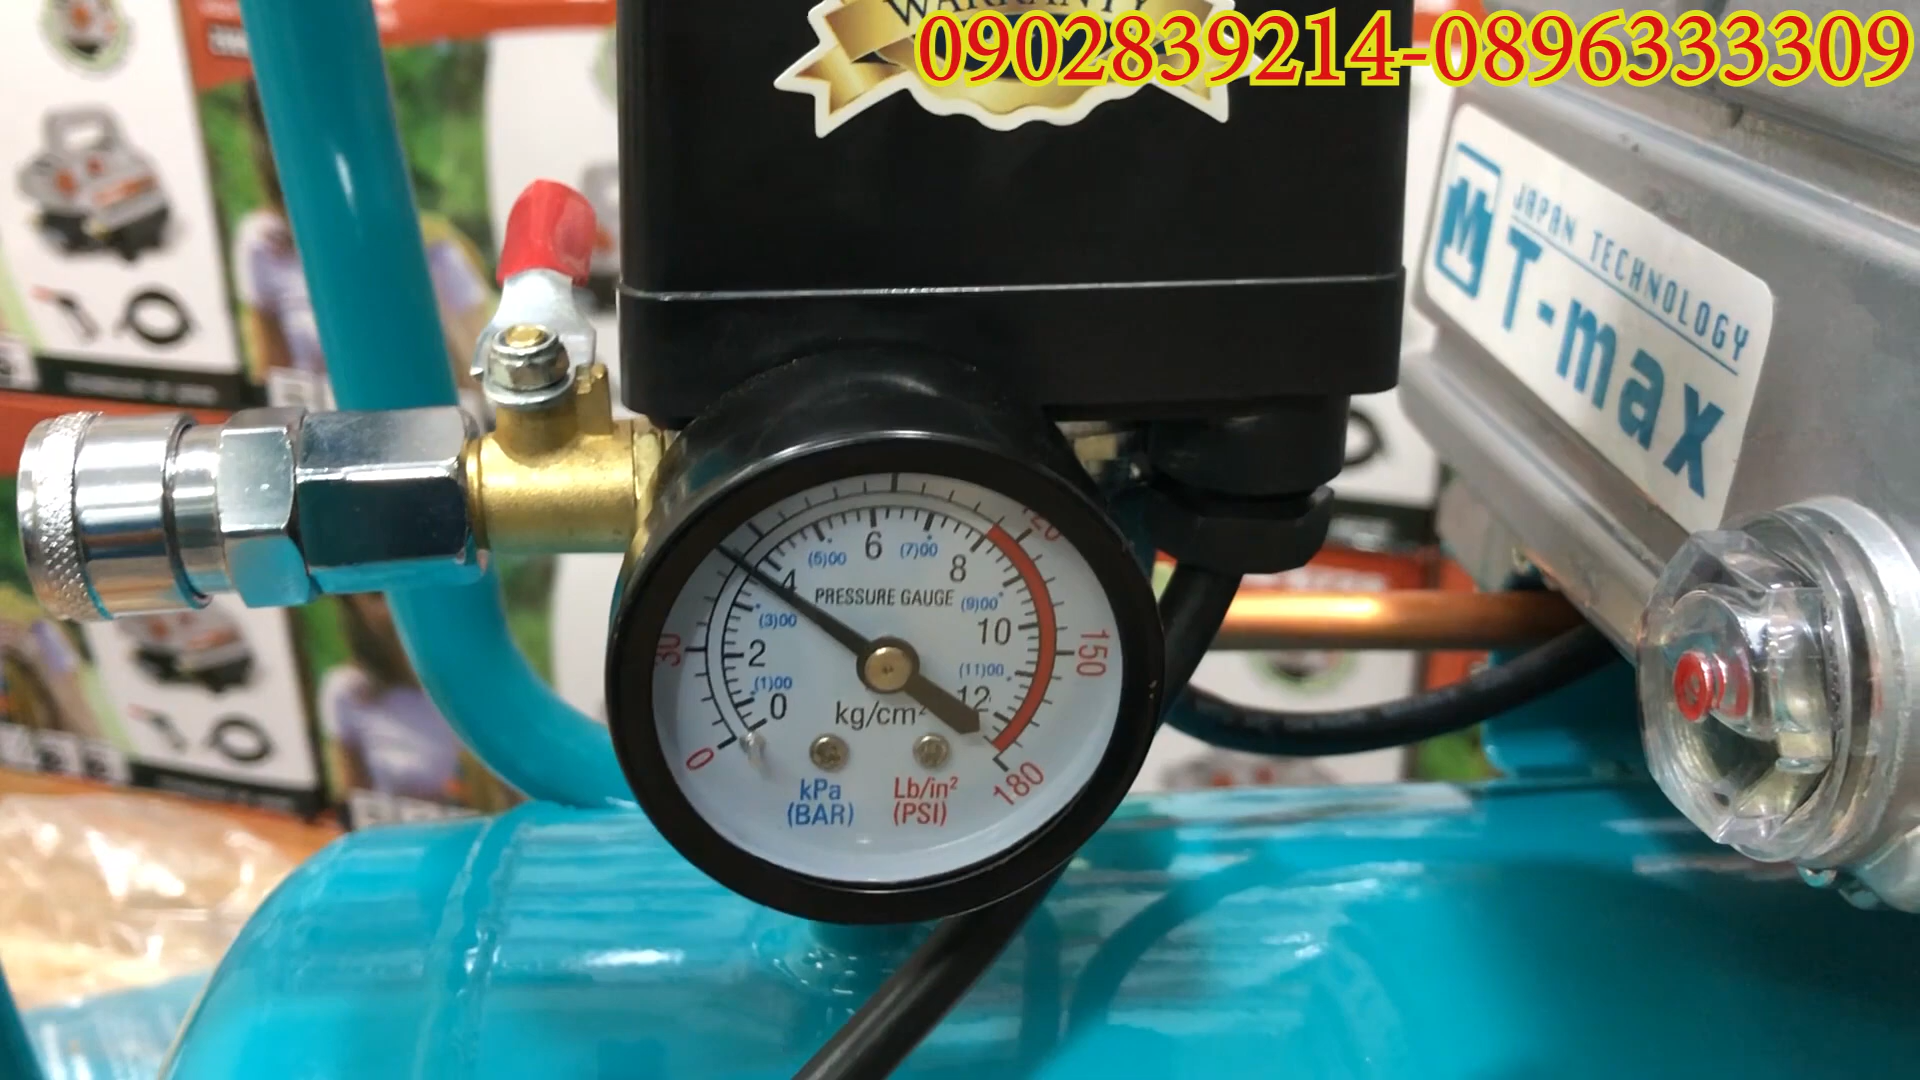 WARRANTY
0902839214-0896333309
JAPAN TECHNOLOGY
T-max
120
6
(5)00
(7)00
8
4
PRESSURE GAUGE
(9)00
(3)00
10
150
30
2
(11)00
(1)00
12
0
kg/cm²
0
180
kPa
(BAR)
Lb/in²
(PSI)